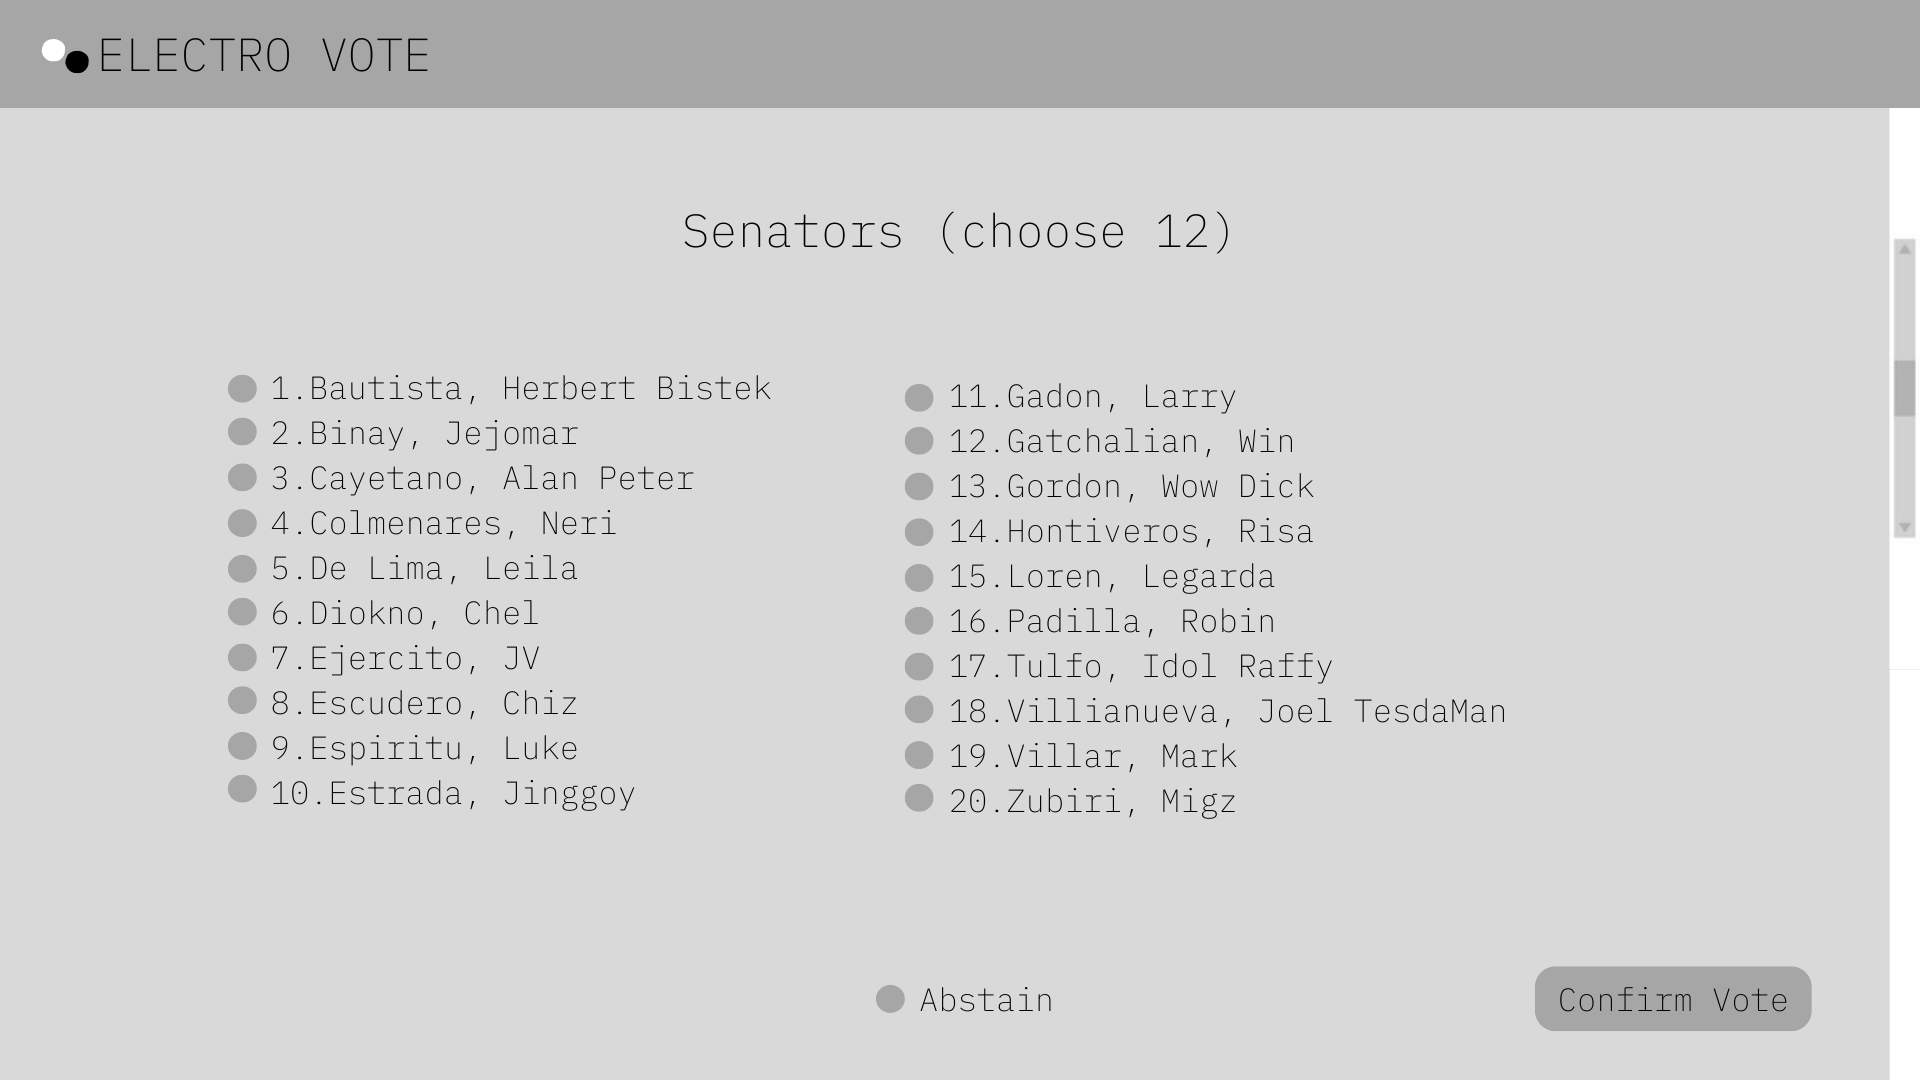 ELECTRO VOTE
Senators (choose 12)
1.Bautista, Herbert Bistek
2.Binay, Jejomar
3.Cayetano, Alan Peter
4.Colmenares, Neri
5.De Lima, Leila
6.Diokno, Chel
7.Ejercito, JV
8.Escudero, Chiz
9.Espiritu, Luke
10.Estrada, Jinggoy
11.Gadon, Larry
12.Gatchalian, Win
13.Gordon, Wow Dick
14.Hontiveros, Risa
15.Loren, Legarda
16.Padilla, Robin
17.Tulfo, Idol Raffy
18.Villianueva, Joel TesdaMan
19.Villar, Mark
20.Zubiri, Migz
Abstain
Confirm Vote